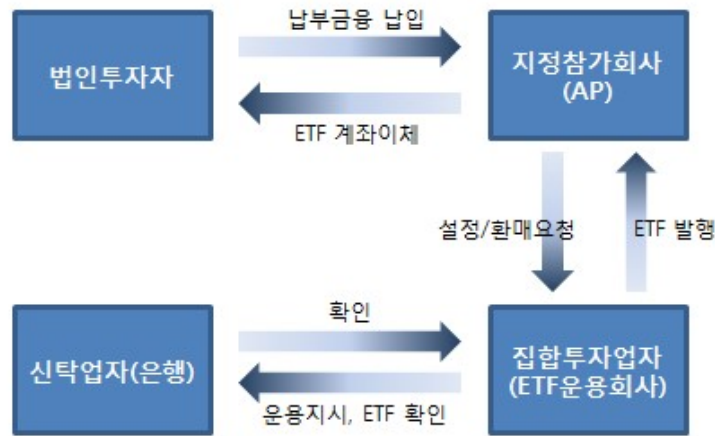 납부금융 납입
법인투자자
지정참가회사
(AP)
ETF 계좌이체
설정/환매요청
ETF 발행
확인
신탁업자(은행)
집합투자업자
(ETF운용회사)
운용지시, ETF 확인